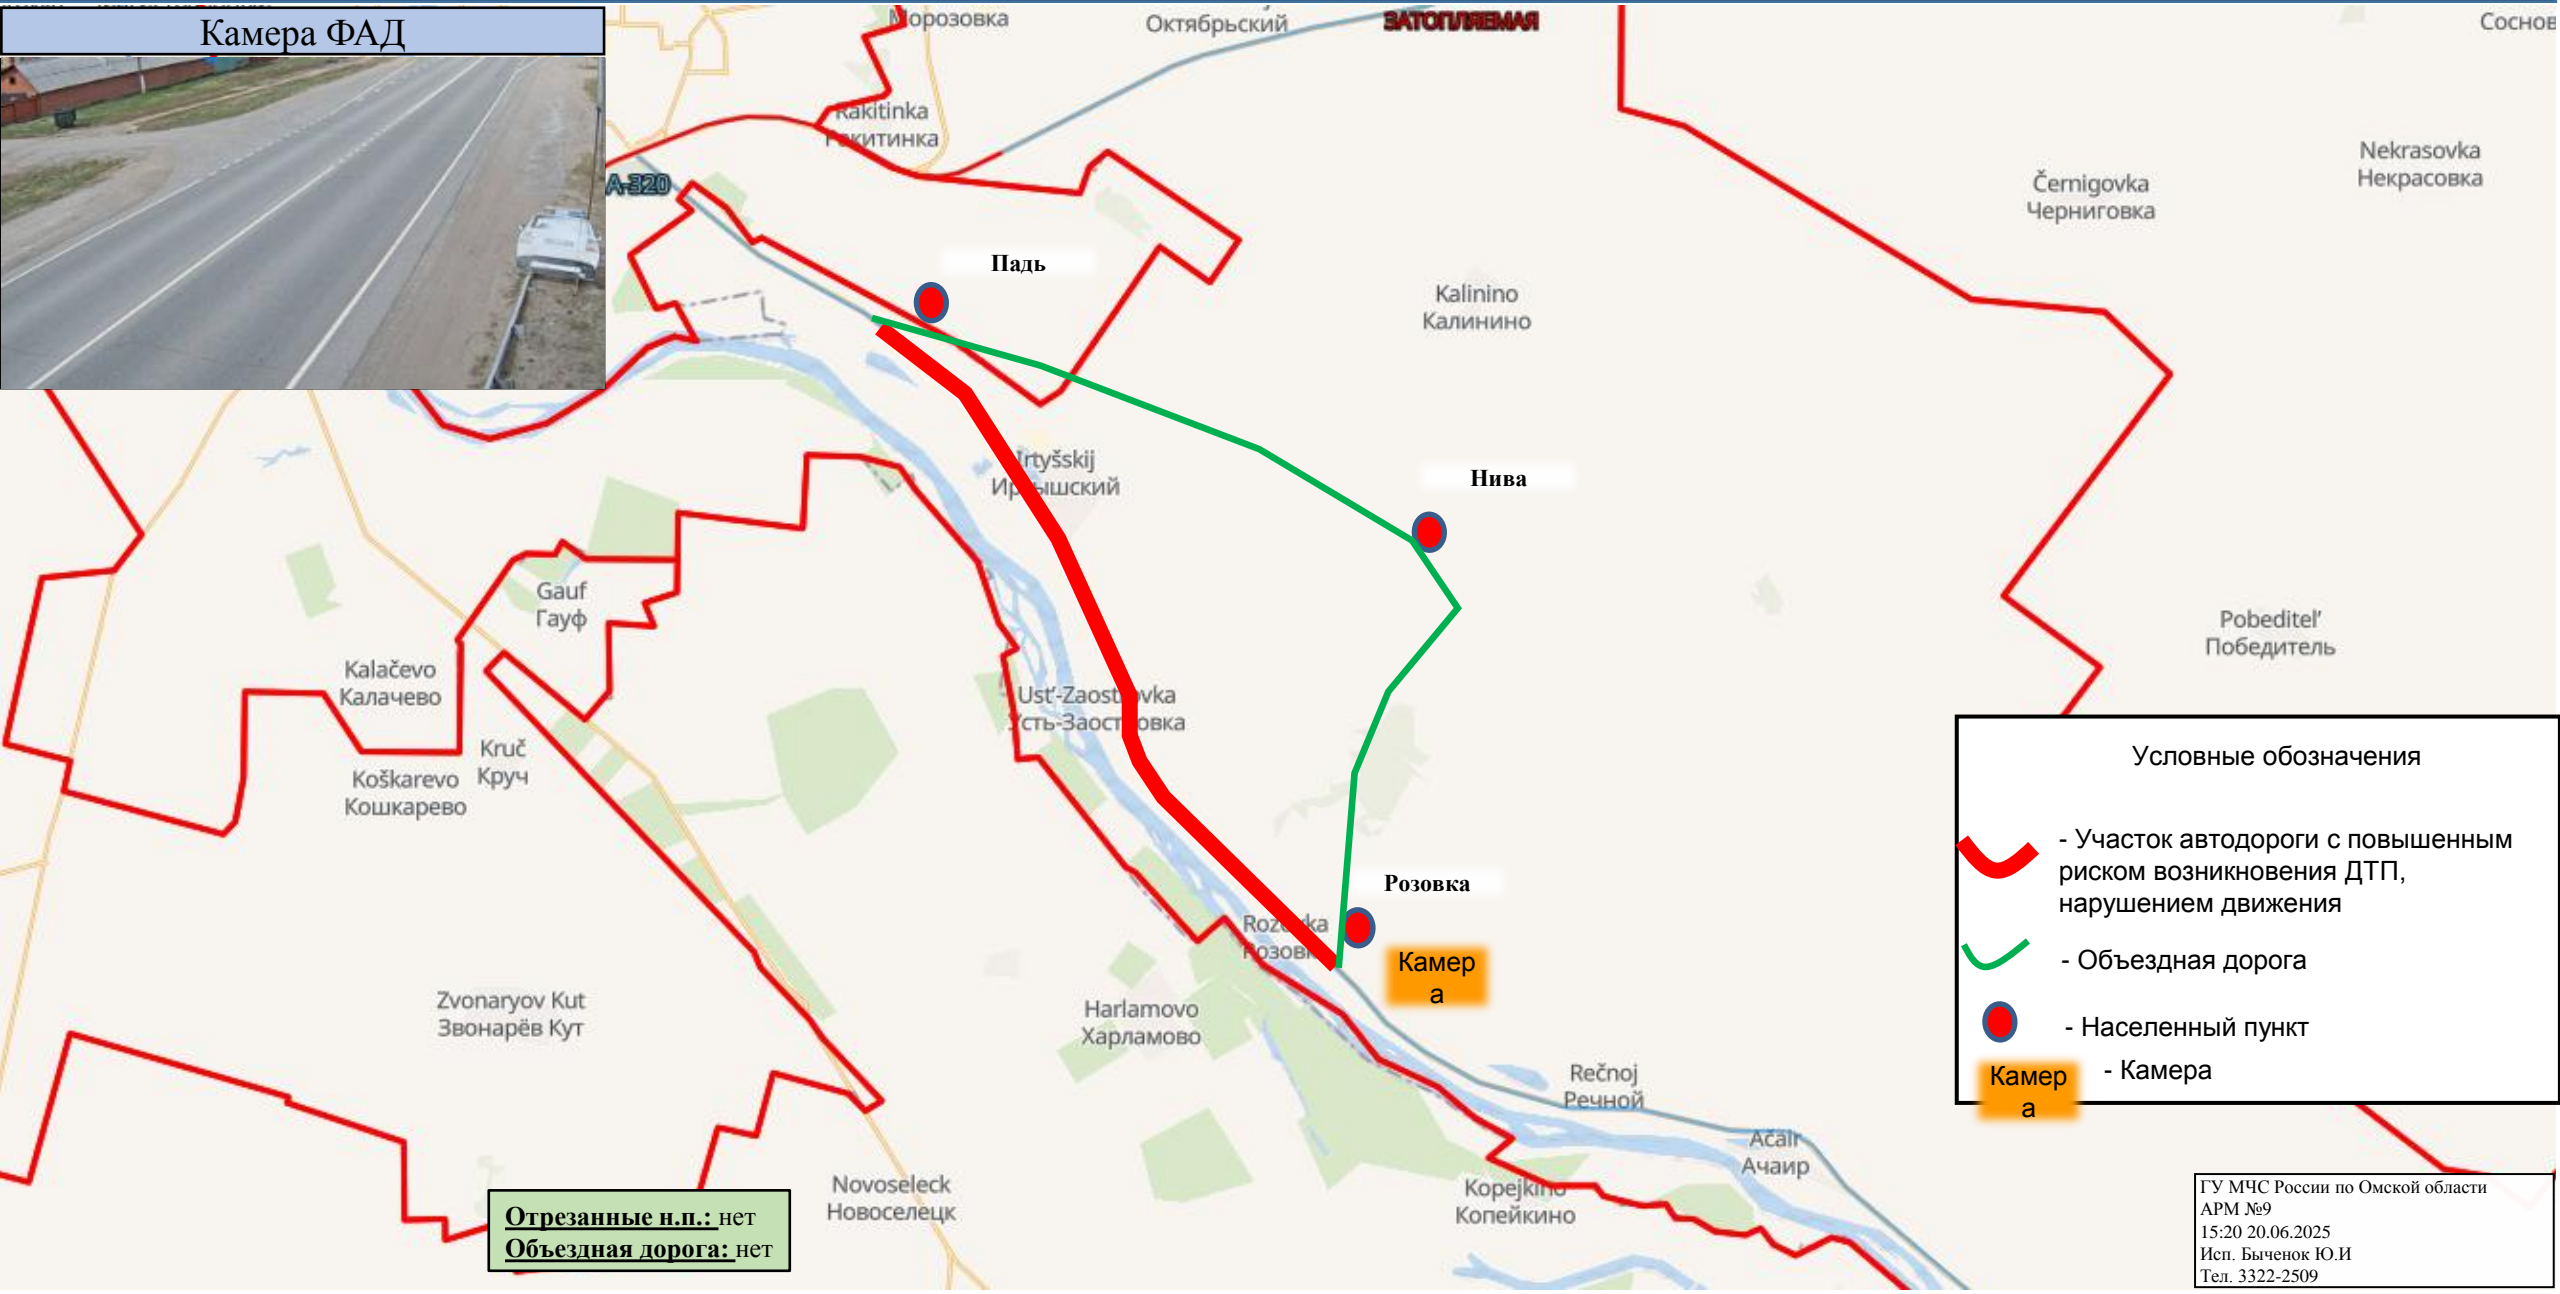 Камера ФАД
Морозовка
Октябрьский
ЗАТОПЛЯЕМАЯ
Rakitinka
Ракитинка
A-320
Nekrasovka
Некрасовка
Černigovka
Черниговка
Падь
Kalinino
Калинино
Irtyšskij
Иртышский
Нива
Gauf
Гауф
Pobeditel’
Победитель
Kalačevo
Калачево
Ust’-Zaostrovka
Усть-Заостровка
Kruč
Круч
Koškarevo
Кошкарево
Условные обозначения
- Участок автодороги с повышенным
риском возникновения ДТП,
нарушением движения
- Объездная дорога
- Населенный пункт
Камер
а
- Камера
Розовка
Rozovka
Розовка
Камер
а
Zvonaryov Kut
Звонарёв Кут
Harlamovo
Харламово
Rečnoj
Речной
Ačair
Ачаир
Novoseleck
Новоселецк
Kopejkino
Копейкино
Отрезанные н.п.: нет
Объездная дорога: нет
ГУ МЧС России по Омской области
АРМ №9
15:20 20.06.2025
Исп. Быченок Ю.И
Тел. 3322-2509